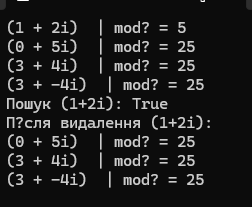 (1 + 2i)  | mod? = 5
(0 + 5i)  | mod? = 25
(3 + 4i)  | mod? = 25
(3 + −4i)  | mod? = 25
Пошук (1+2i): True
П?сля видалення (1+2i):
(0 + 5i)  | mod? = 25
(3 + 4i)  | mod? = 25
(3 + −4i)  | mod? = 25